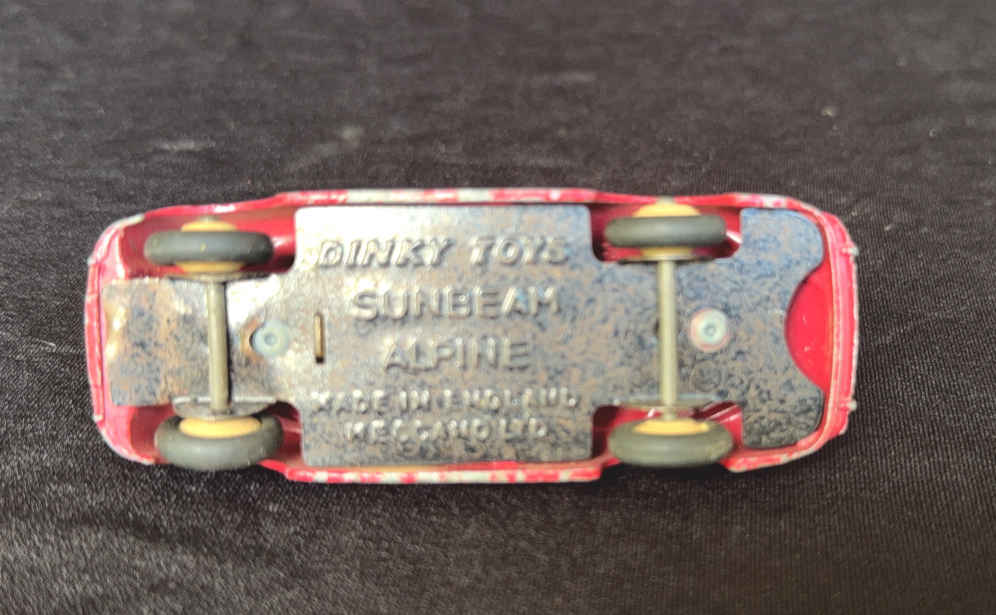 DINKY TOYS
SUNBEAM
ALPINE
MADE IN ENGLAND
MECCANO LTD